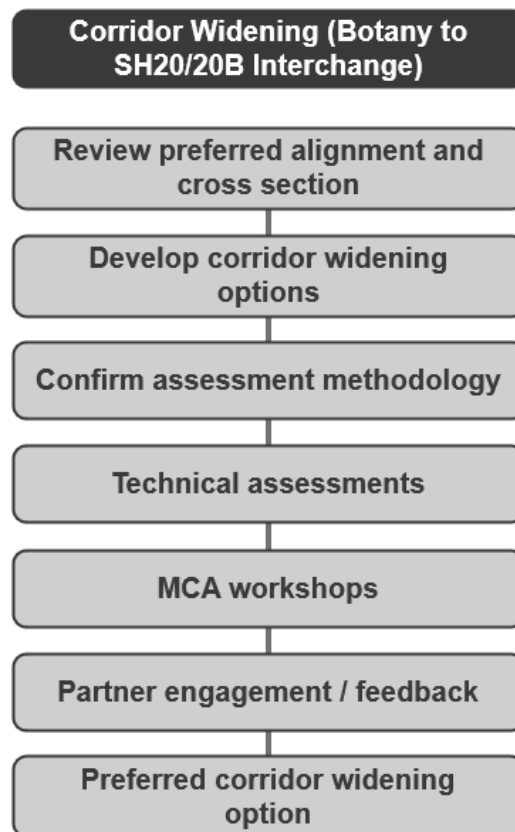 Corridor Widening (Botany to
SH20/20B Interchange)
Review preferred alignment and
cross section
Develop corridor widening
options
Confirm assessment methodology
Technical assessments
MCA workshops
Partner engagement / feedback
Preferred corridor widening
option